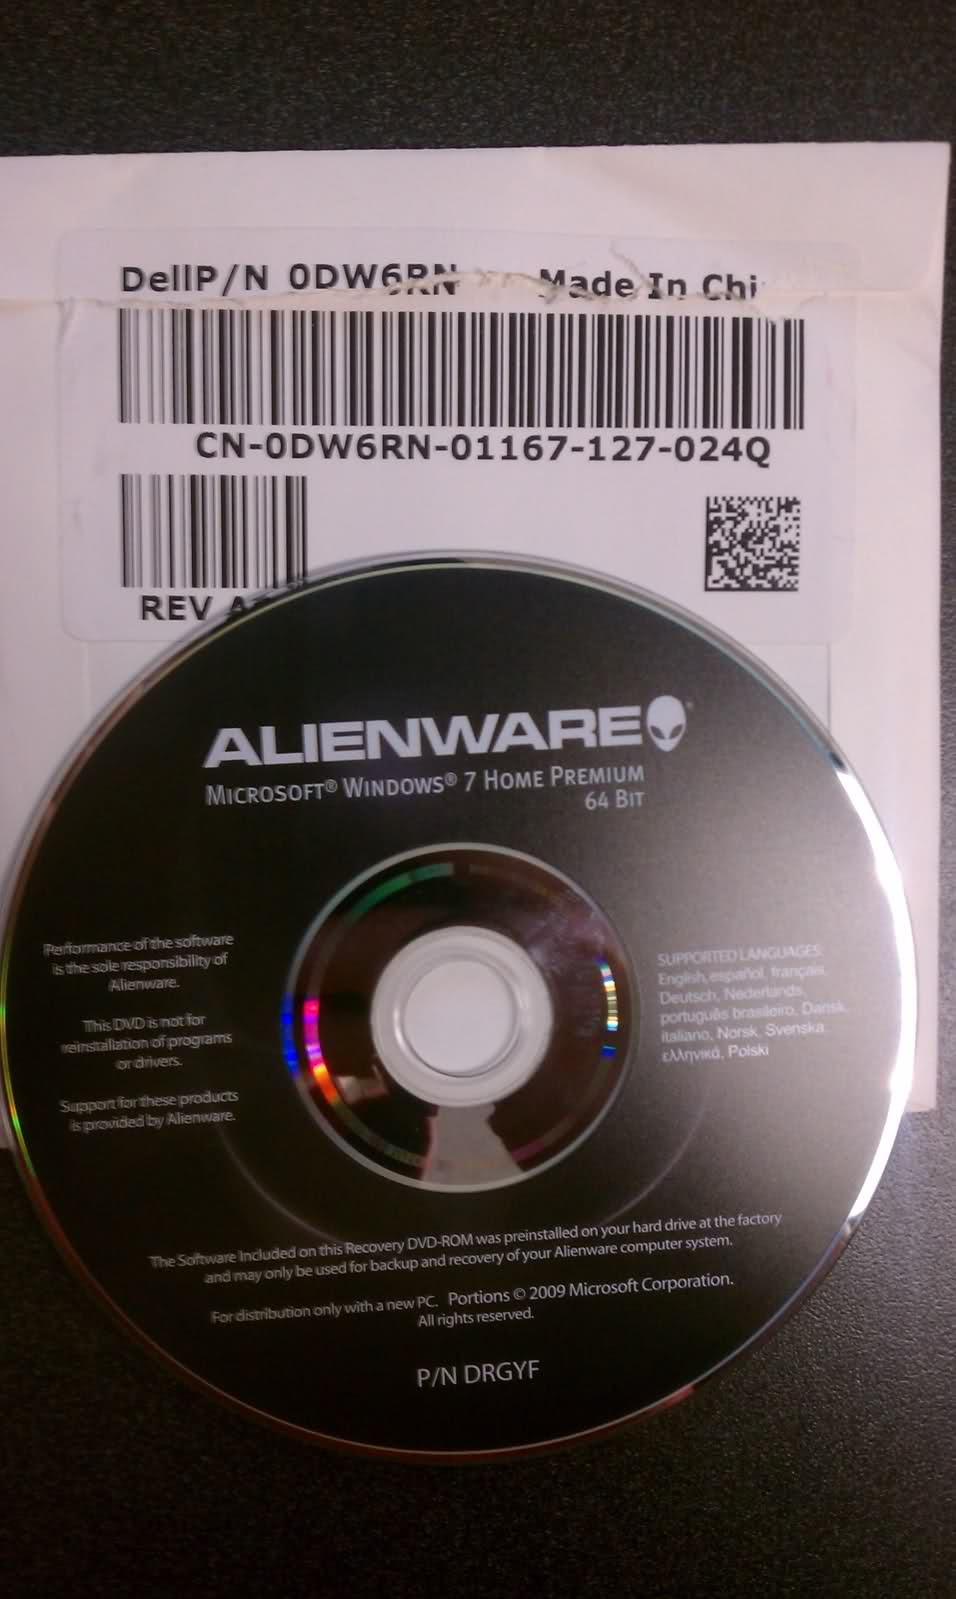 DellP/N 0DW6RN Made In
CN-0DW6RN-01167-127-024Q
REV
ALIENWARE®
MICROSOFT® WINDOWS® 7 HOME PREMIUM
64 BIT
Performance of the software
is the sole responsibility of
Alienware.
This DVD is not for
reinstallation of programs
or drivers.
Support for these products
is provided by Alienware.
SUPPORTED LANGUAGES:
English, español, français,
Deutsch, Nederlands,
português brasileiro, Dansk,
italiano, Norsk, Svenska
ελληνικά, Polski
The Software Included on this Recovery DVD-ROM was preinstalled on your hard drive at the factory
and may only be used for backup and recovery of your Alienware computer system.
For distribution only with a new PC. Portions © 2009 Microsoft Corporation.
All rights reserved.
P/N DRGYF